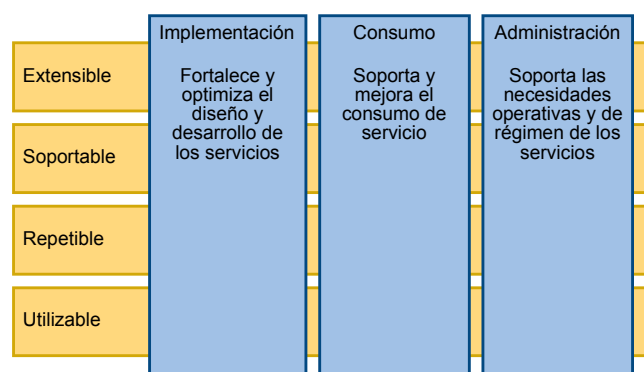 Implementación
Consumo
Administración
Extensible
Fortalece y
optimiza el
diseño y
desarrollo de
los servicios
Soporta y
mejora el
consumo de
servicio
Soporta las
necesidades
operativas y de
régimen de los
servicios
Soportable
Repetible
Utilizable